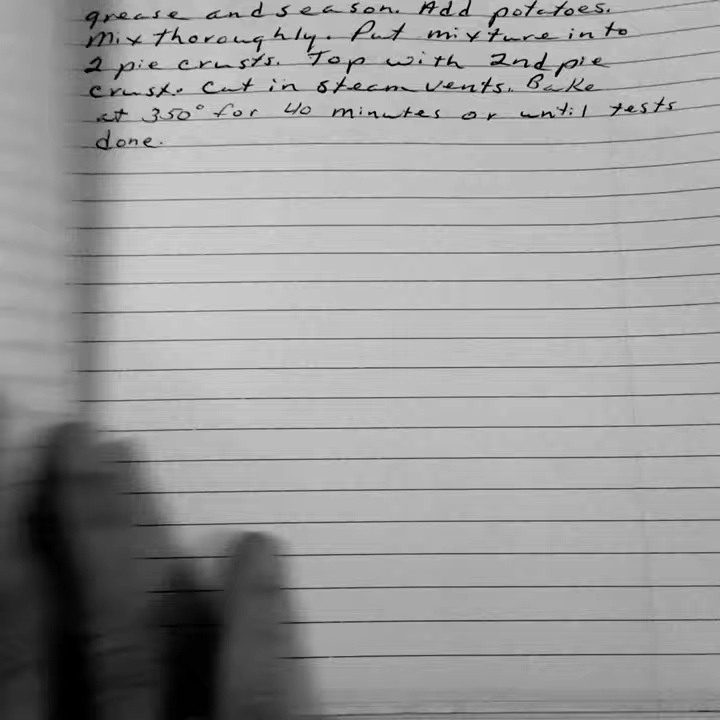 grease and season. Add potatoes.
Mix thoroughly. Put mixture into
2 pie crusts. Top with 2nd pie
crust. Cut in steam vents. Bake
at 350° for 40 minutes or until tests
done.